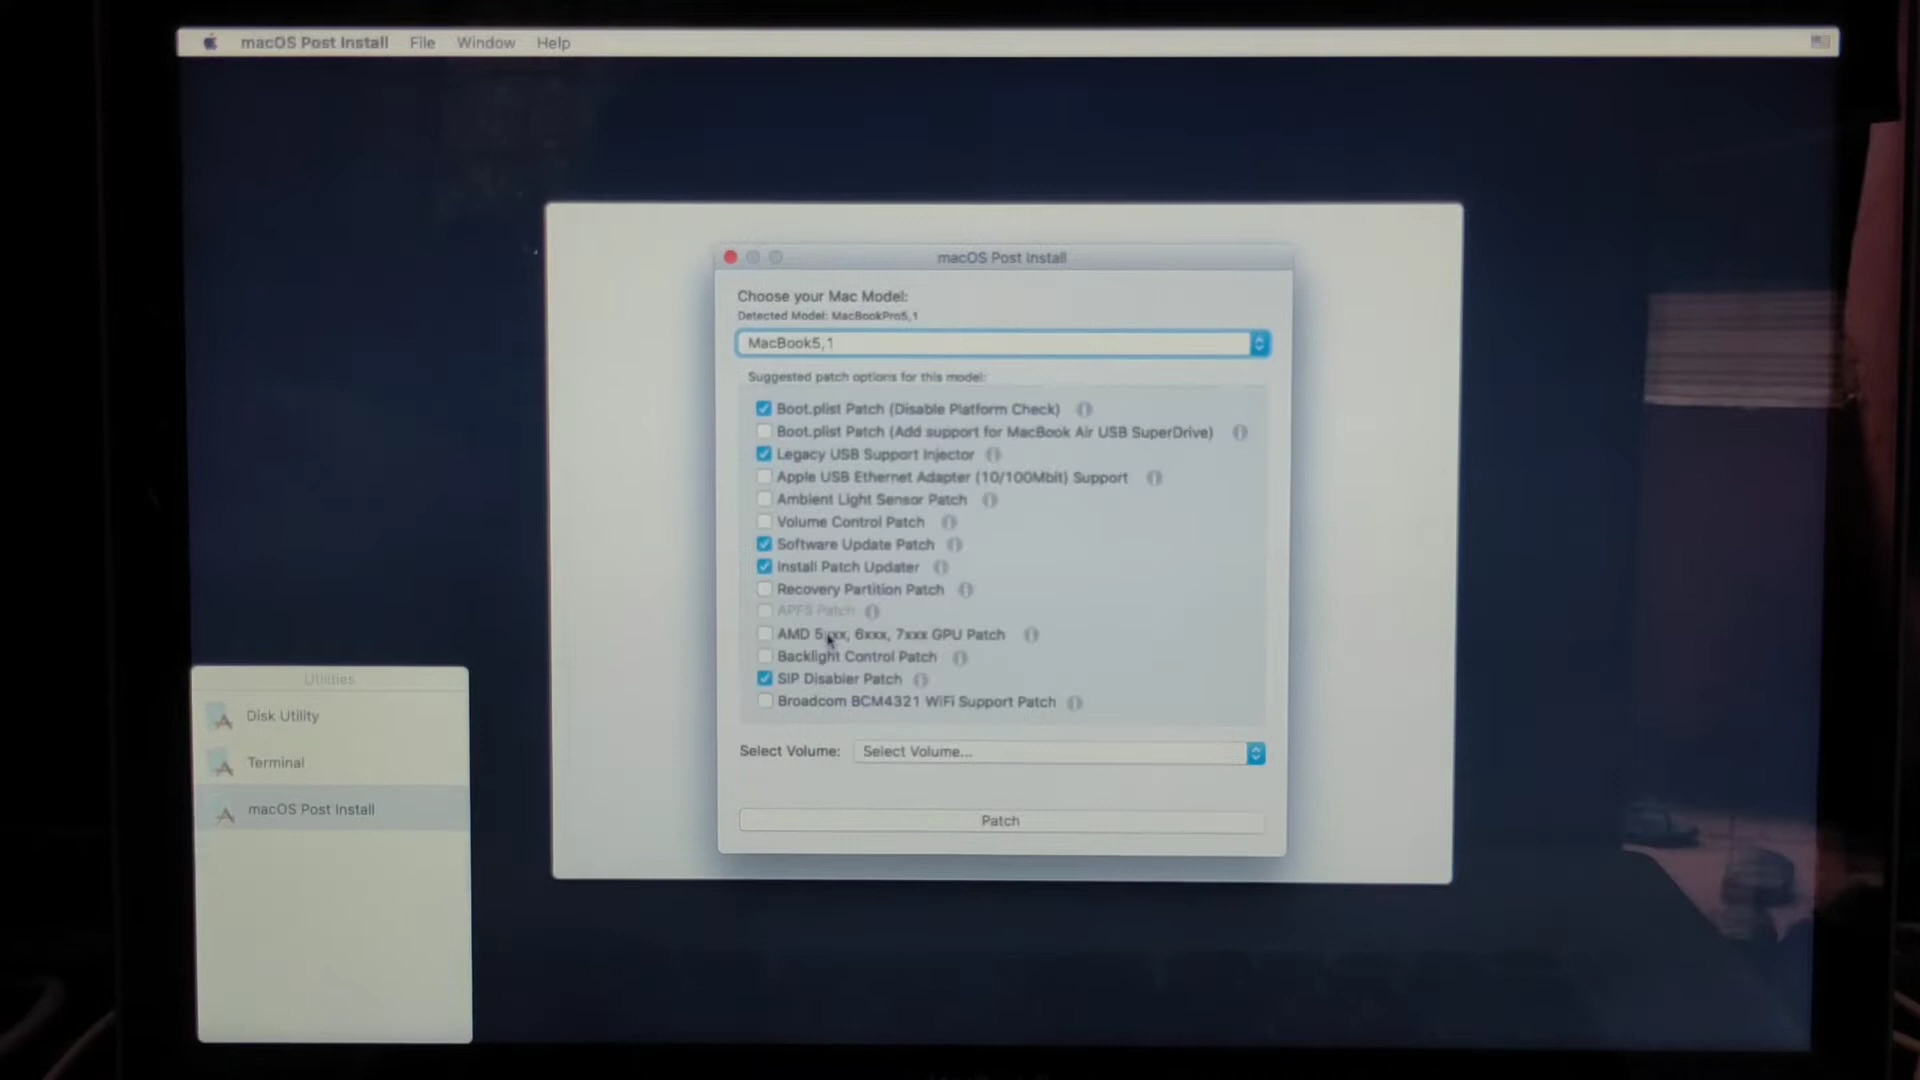 macOS Post Install File Window Help
macOS Post Install
Choose your Mac Model:
Detected Model: MacBookPro5,1
MacBook5,1
Suggested patch options for this model:
Boot.plist Patch (Disable Platform Check)
Boot.plist Patch (Add support for MacBook Air USB SuperDrive)
Legacy USB Support Injector
Apple USB Ethernet Adapter (10/100Mbit) Support
Ambient Light Sensor Patch
Volume Control Patch
Software Update Patch
Install Patch Updater
Recovery Partition Patch
APFS Patch
AMD 5xxx, 6xxx, 7xxx GPU Patch
Backlight Control Patch
SIP Disabler Patch
Broadcom BCM4321 WiFi Support Patch
Select Volume: Select Volume...
Patch
Utilities
Disk Utility
Terminal
macOS Post Install